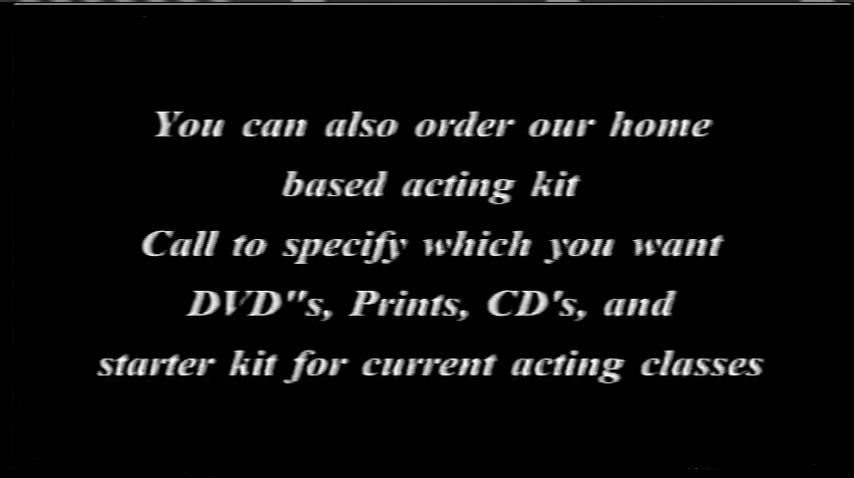 You can also order our home
based acting kit
Call to specify which you want
DVD"s, Prints, CD's, and
starter kit for current acting classes